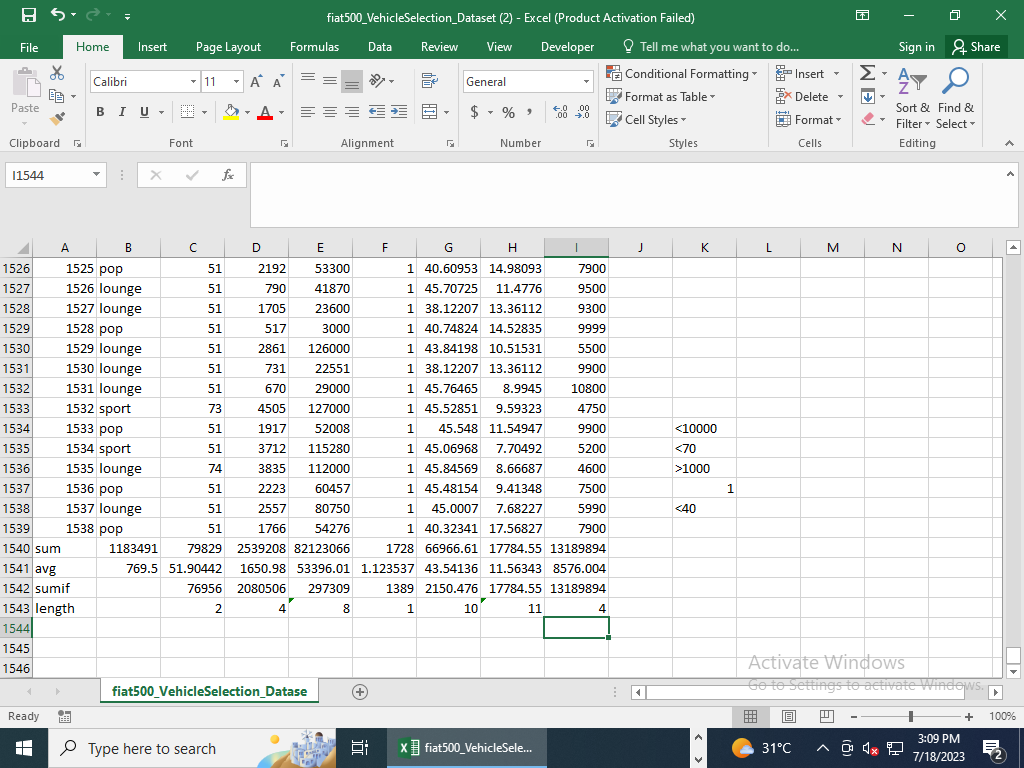 fiat500_VehicleSelection_Dataset (2) - Excel (Product Activation Failed)
File Home Insert Page Layout Formulas Data Review View Developer Tell me what you want to do... Sign in Share
Paste
Calibri 11
B I U A
General
$ % ,
Conditional Formatting
Format as Table
Cell Styles
Insert
Delete
Format
Sort & Filter
Find & Select
Clipboard Font Alignment Number Styles Cells Editing
I1544 fx
A B C D E F G H I J K L M N O
1526 1525 pop 51 2192 53300 1 40.60953 14.98093 7900
1527 1526 lounge 51 790 41870 1 45.70725 11.4776 9500
1528 1527 lounge 51 1705 23600 1 38.12207 13.36112 9300
1529 1528 pop 51 517 3000 1 40.74824 14.52835 9999
1530 1529 lounge 51 2861 126000 1 43.84198 10.51531 5500
1531 1530 lounge 51 731 22551 1 38.12207 13.36112 9900
1532 1531 lounge 51 670 29000 1 45.76465 8.9945 10800
1533 1532 sport 73 4505 127000 1 45.52851 9.59323 4750
1534 1533 pop 51 1917 52008 1 45.548 11.54947 9900 <10000
1535 1534 sport 51 3712 115280 1 45.06968 7.70492 5200 <70
1536 1535 lounge 74 3835 112000 1 45.84569 8.66687 4600 >1000
1537 1536 pop 51 2223 60457 1 45.48154 9.41348 7500 1
1538 1537 lounge 51 2557 80750 1 45.0007 7.68227 5990 <40
1539 1538 pop 51 1766 54276 1 40.32341 17.56827 7900
1540 sum 1183491 79829 2539208 82123066 1728 66966.61 17784.55 13189894
1541 avg 769.5 51.90442 1650.98 53396.01 1.123537 43.54136 11.56343 8576.004
1542 sumif 76956 2080506 297309 1389 2150.476 17784.55 13189894
1543 length 2 4 8 1 10 11 4
1544
1545
1546
Activate Windows
Go to Settings to activate Windows.
fiat500_VehicleSelection_Datase
Ready 100%
Type here to search
fiat500_VehicleSele...
31°C
3:09 PM
7/18/2023
2